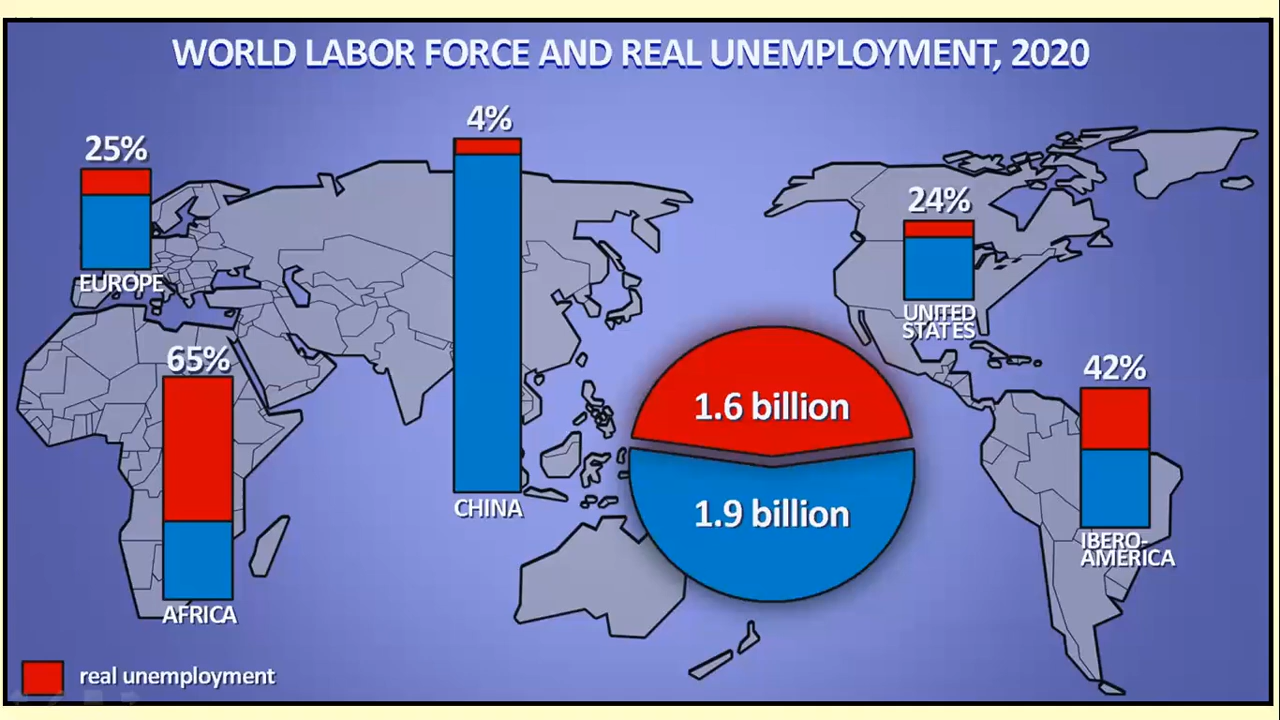 WORLD LABOR FORCE AND REAL UNEMPLOYMENT, 2020
4%
25%
EUROPE
24%
UNITED
STATES
65%
AFRICA
CHINA
1.6 billion
1.9 billion
42%
IBERO-
AMERICA
real unemployment